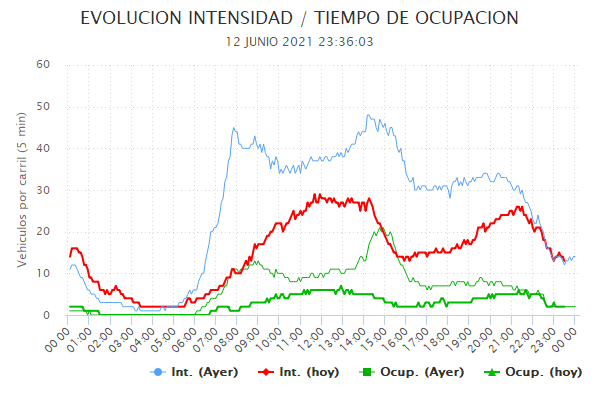 EVOLUCION INTENSIDAD / TIEMPO DE OCUPACION
12 JUNIO 2021 23:36:03
Vehiculos por carril (5 min)
60
50
40
30
20
10
0
00:00 01:00 02:00 03:00 04:00 05:00 06:00 07:00 08:00 09:00 10:00 11:00 12:00 13:00 14:00 15:00 16:00 17:00 18:00 19:00 20:00 21:00 22:00 23:00 00:00
Int. (Ayer) Int. (hoy) Ocup. (Ayer) Ocup. (hoy)